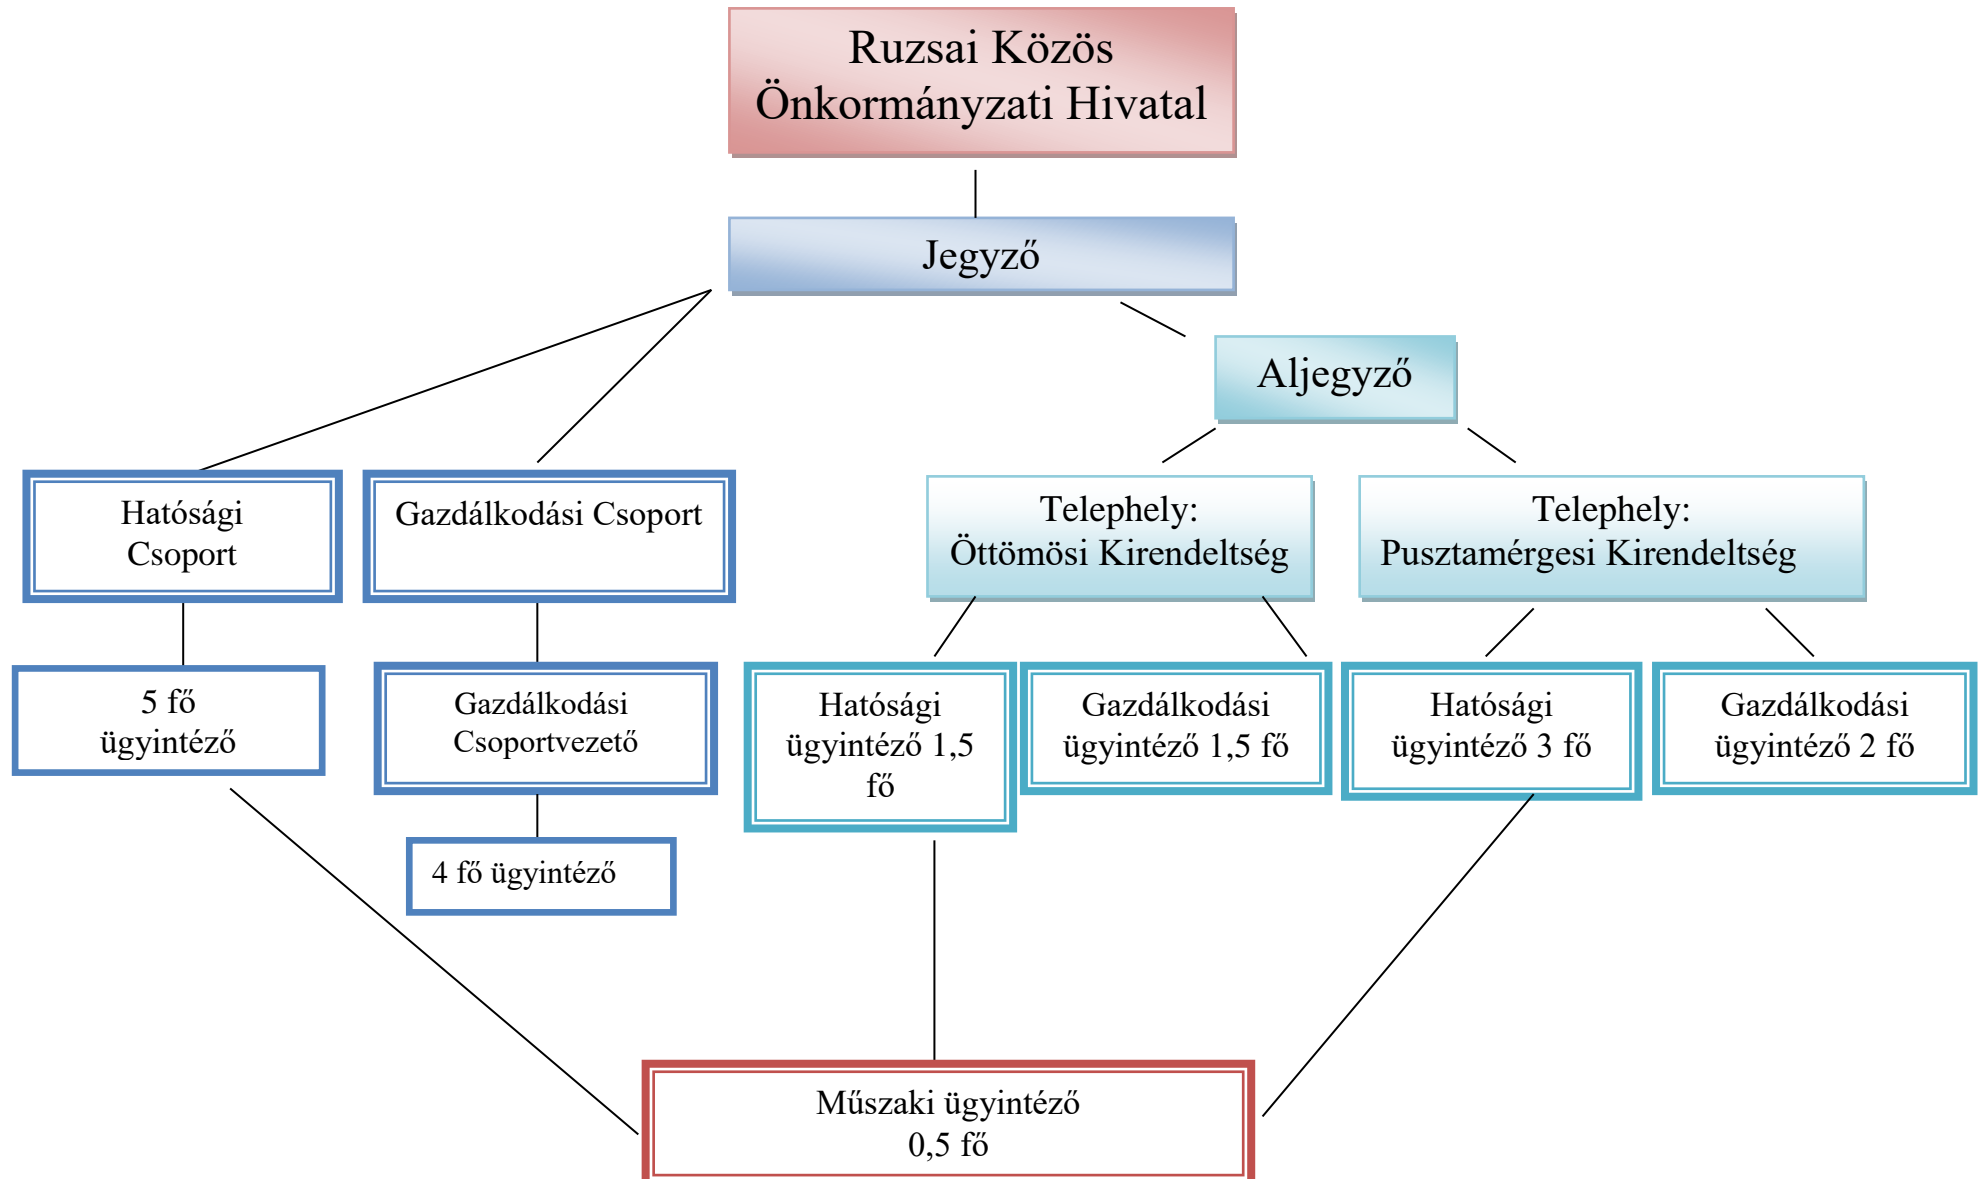 Ruzsai Közös
Önkormányzati Hivatal
Jegyző
Aljegyző
Hatósági
Csoport
Gazdálkodási Csoport
Telephely:
Öttömösi Kirendeltség
Telephely:
Pusztamérgesi Kirendeltség
5 fő
ügyintéző
Gazdálkodási
Csoportvezető
Hatósági
ügyintéző 1,5
fő
Gazdálkodási
ügyintéző 1,5 fő
Hatósági
ügyintéző 3 fő
Gazdálkodási
ügyintéző 2 fő
4 fő ügyintéző
Műszaki ügyintéző
0,5 fő